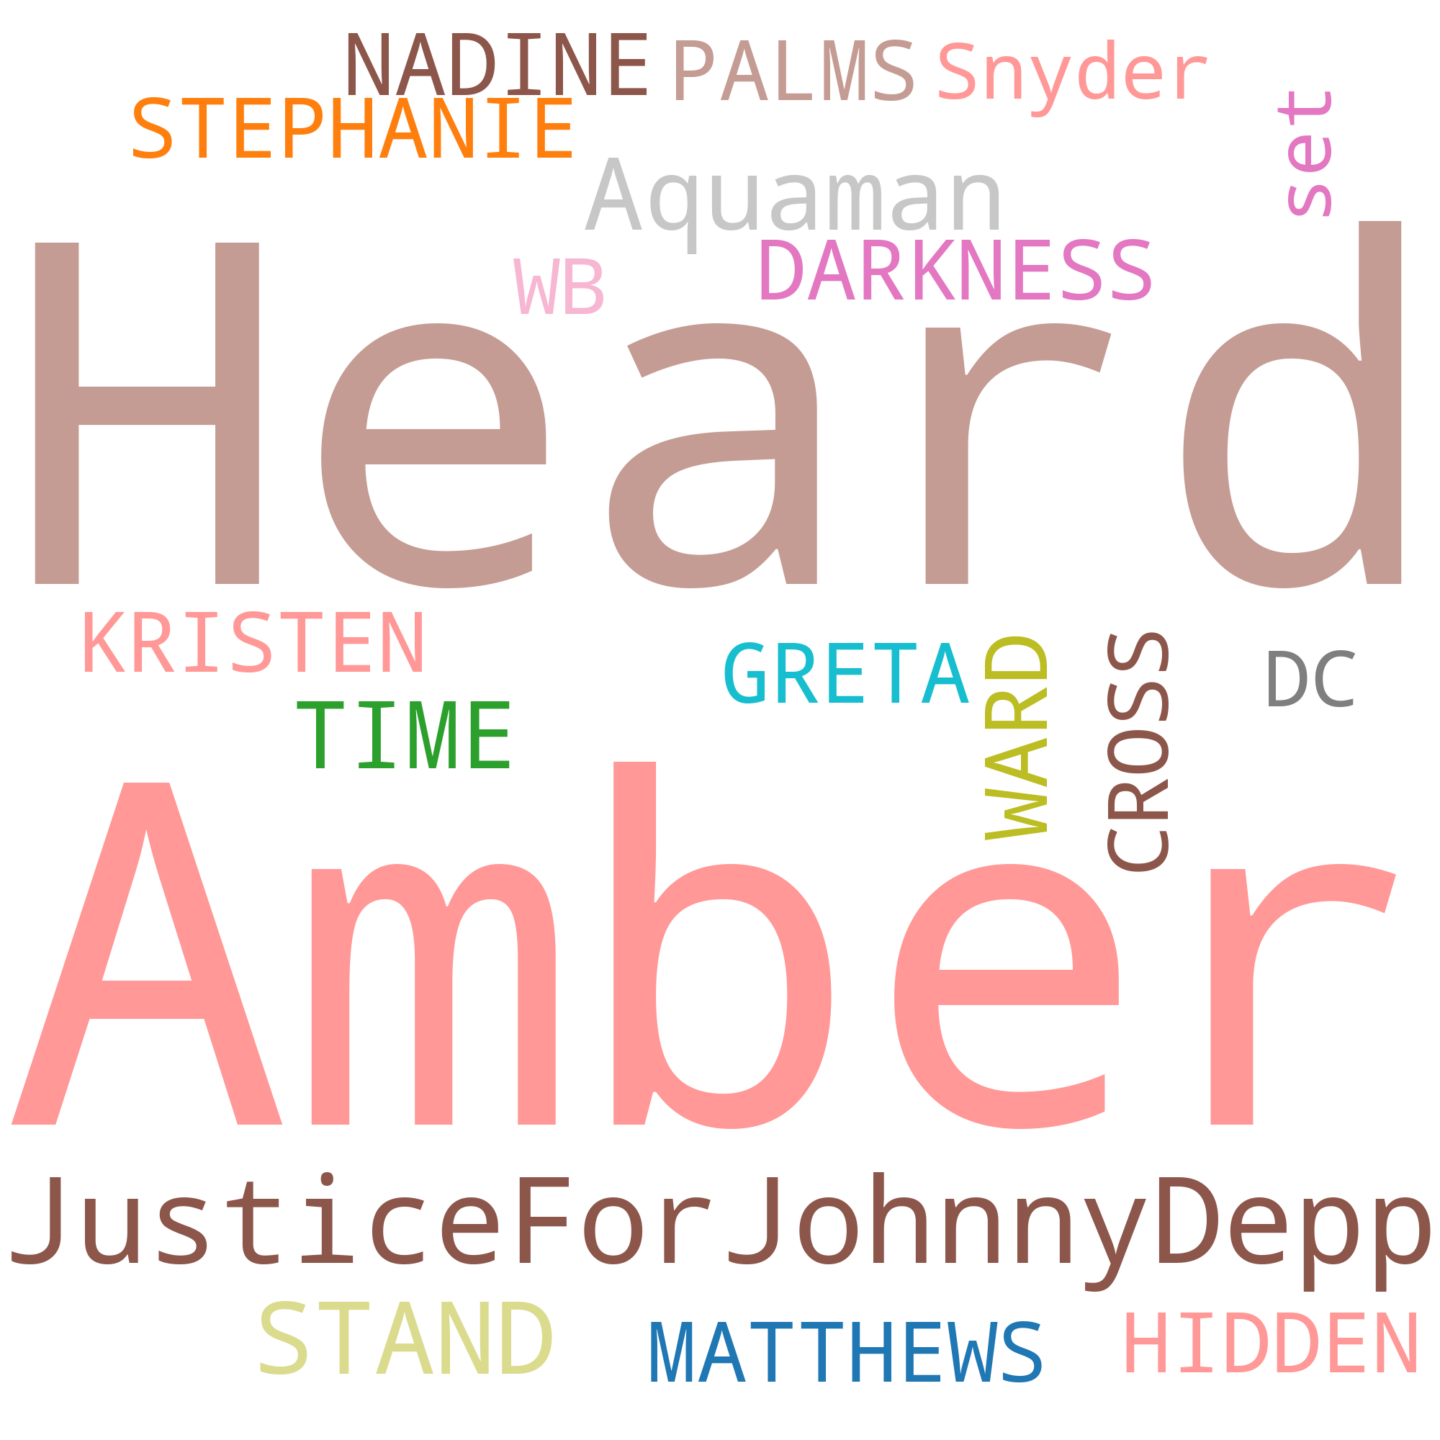 NADINE PALMS Snyder
STEPHANIE
set
Aquaman
WB DARKNESS
Heard
KRISTEN
GRETA
WARD
CROSS
DC
TIME
Amber
JusticeForJohnnyDepp
STAND
MATTHEWS
HIDDEN